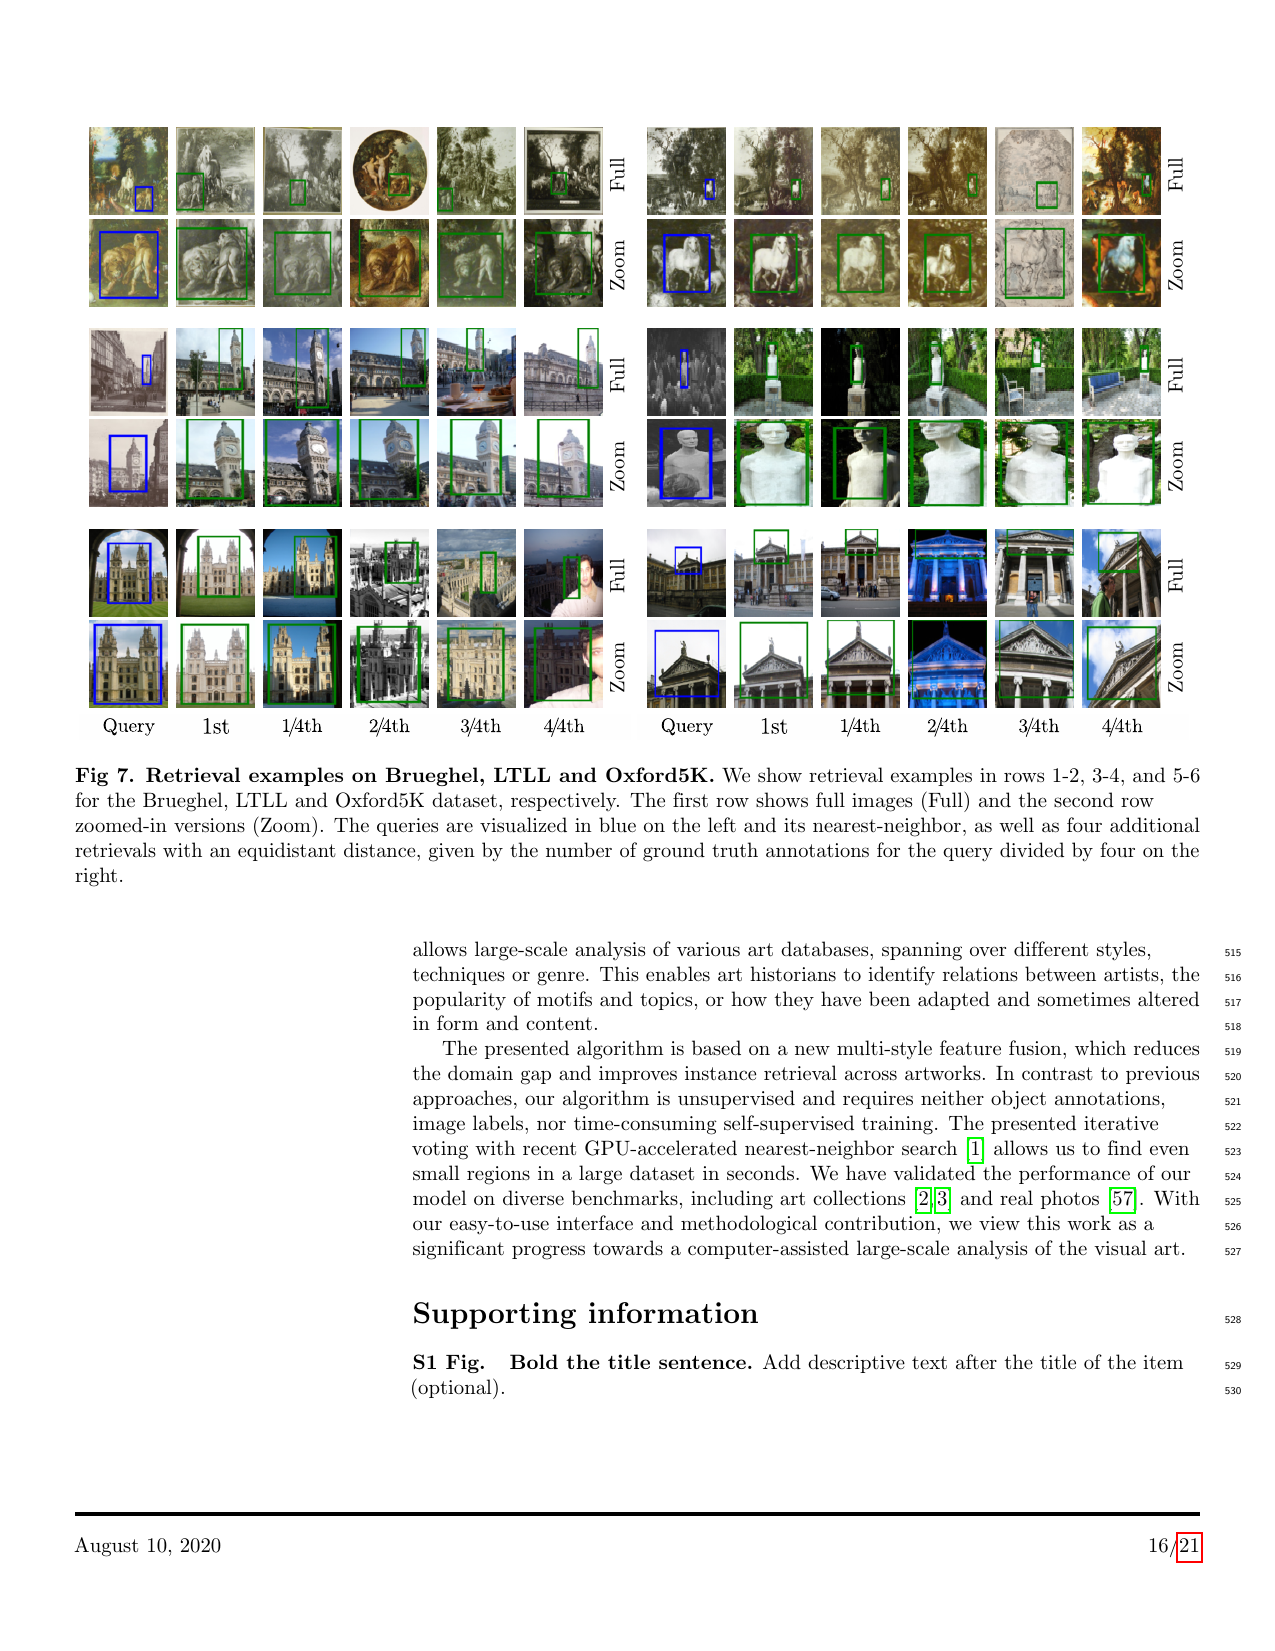 Full
Full
Zoom
Zoom
Full
Full
Zoom
Zoom
Full
Full
Zoom
Zoom
Query 1st 1/4th 2/4th 3/4th 4/4th Query 1st 1/4th 2/4th 3/4th 4/4th
Fig 7. Retrieval examples on Brueghel, LTLL and Oxford5K. We show retrieval examples in rows 1-2, 3-4, and 5-6
for the Brueghel, LTLL and Oxford5K dataset, respectively. The first row shows full images (Full) and the second row
zoomed-in versions (Zoom). The queries are visualized in blue on the left and its nearest-neighbor, as well as four additional
retrievals with an equidistant distance, given by the number of ground truth annotations for the query divided by four on the
right.
allows large-scale analysis of various art databases, spanning over different styles, 515
techniques or genre. This enables art historians to identify relations between artists, the 516
popularity of motifs and topics, or how they have been adapted and sometimes altered 517
in form and content. 518
The presented algorithm is based on a new multi-style feature fusion, which reduces 519
the domain gap and improves instance retrieval across artworks. In contrast to previous 520
approaches, our algorithm is unsupervised and requires neither object annotations, 521
image labels, nor time-consuming self-supervised training. The presented iterative 522
voting with recent GPU-accelerated nearest-neighbor search [1] allows us to find even 523
small regions in a large dataset in seconds. We have validated the performance of our 524
model on diverse benchmarks, including art collections [2,3] and real photos [57]. With 525
our easy-to-use interface and methodological contribution, we view this work as a 526
significant progress towards a computer-assisted large-scale analysis of the visual art. 527
Supporting information 528
S1 Fig. Bold the title sentence. Add descriptive text after the title of the item 529
(optional). 530
August 10, 2020 16/21